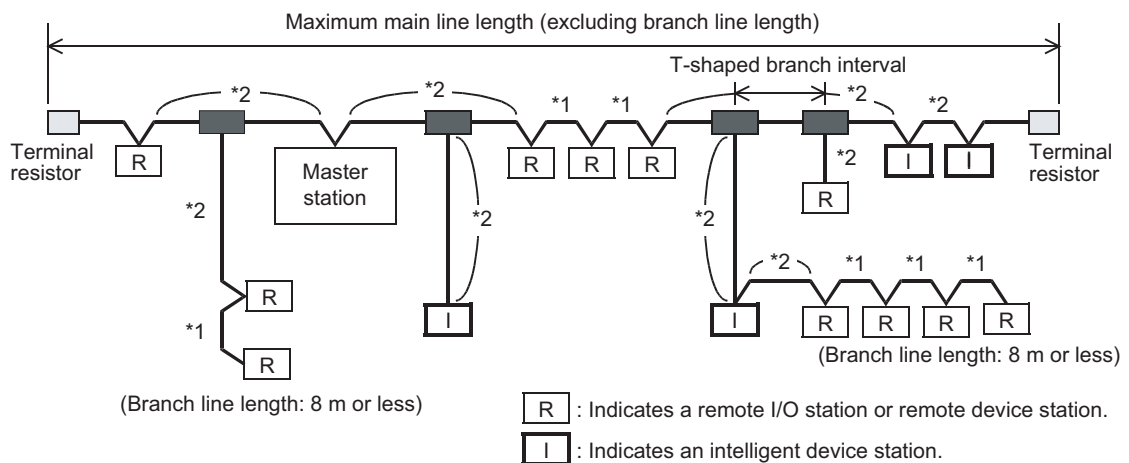 Maximum main line length (excluding branch line length)
T-shaped branch interval
*2 *2 *1 *1 *2 *2
Terminal
resistor
R
Master
station
R R R
*2
I I
Terminal
resistor
R
*2 *2 *2
*2 *1 *1 *1
R
*1
I
I
R R R R
R
(Branch line length: 8 m or less)
(Branch line length: 8 m or less)
R : Indicates a remote I/O station or remote device station.
I : Indicates an intelligent device station.